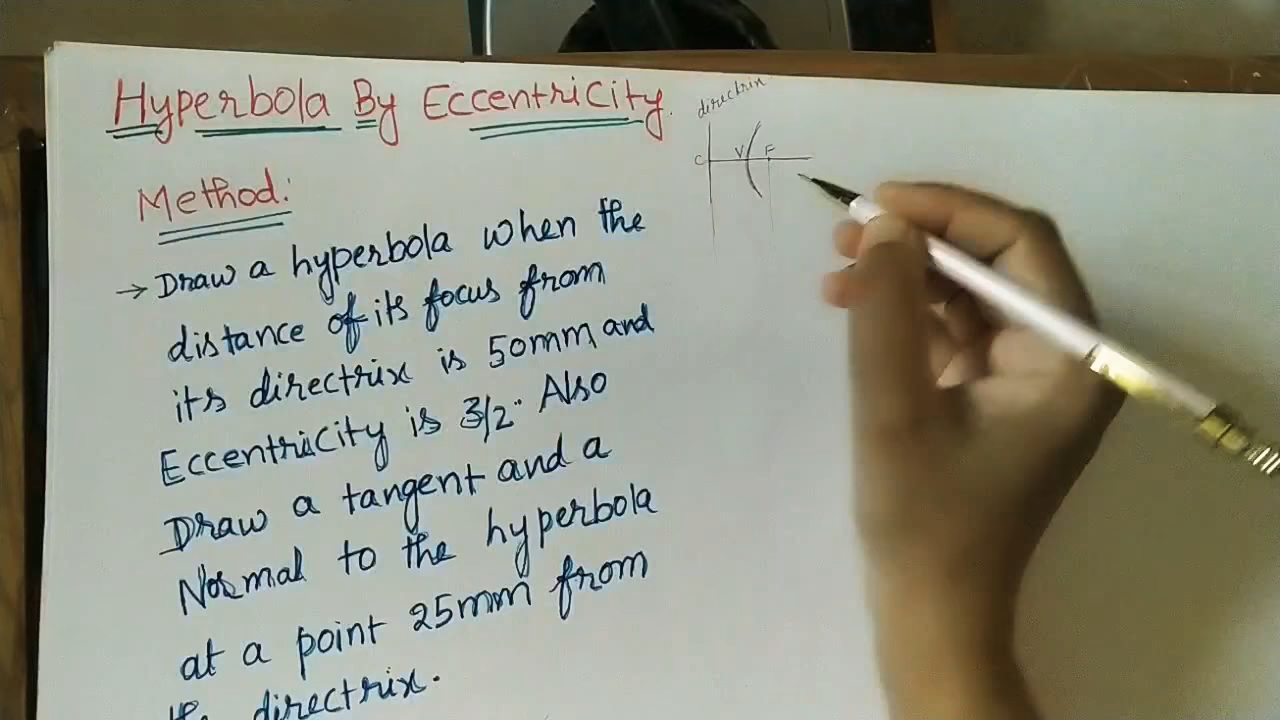 Hyperbola By Eccentricity
Method:
→ Draw a hyperbola when the
distance of its focus from
its directrix is 50mm and
Eccentricity is 3/2. Also
Draw a tangent and a
Normal to the hyperbola
at a point 25mm from
the directrix.
directrix
C V F